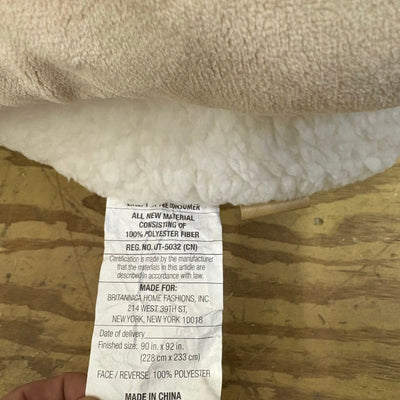 CONSUMER
ALL NEW MATERIAL
CONSISTING OF
100% POLYESTER FIBER
REG. NO. UT-5032 (CN)
Certification is made by the manufacturer
that the materials in this article are
described in accordance with law.
MADE FOR:
BRITANNICA HOME FASHIONS, INC.
214 WEST 39TH ST,
NEW YORK, NEW YORK 10018
Date of delivery
Finished size: 90 in. x 92 in.
(228 cm x 233 cm)
FACE / REVERSE: 100% POLYESTER
MADE IN CHINA